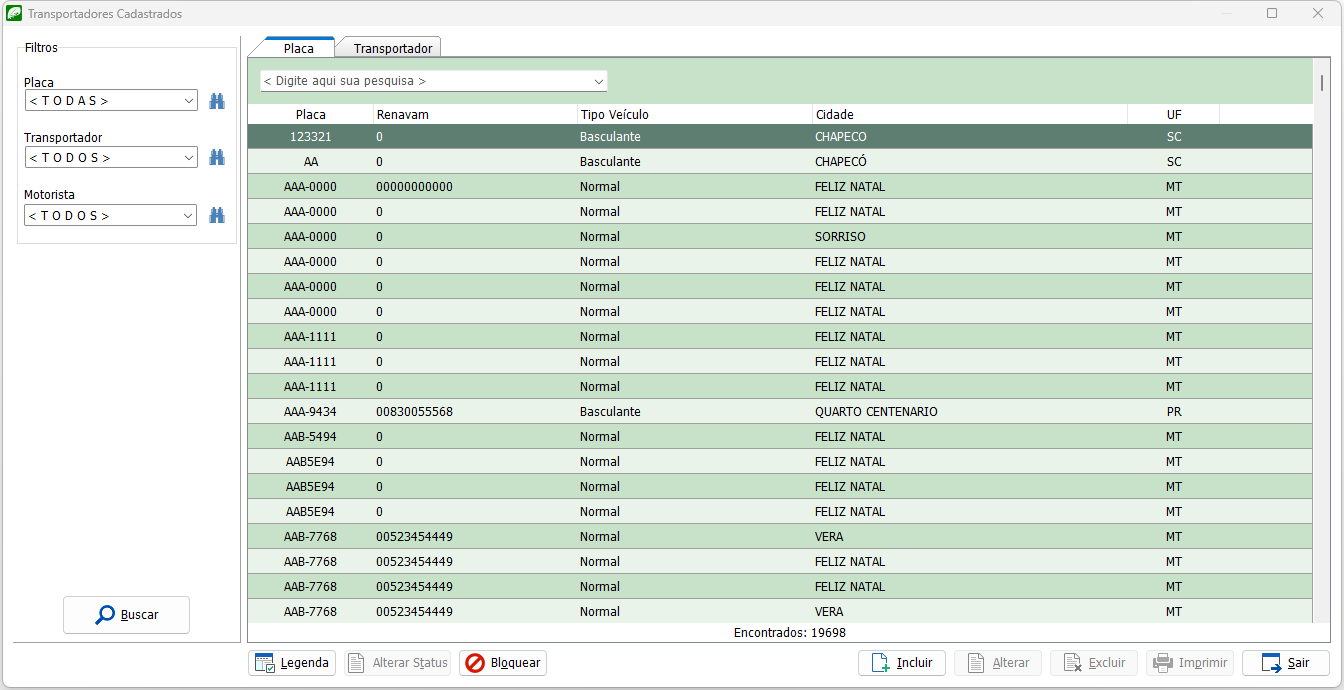 Transportadores Cadastrados
Filtros
Placa
< T O D A S >
Transportador
< T O D O S >
Motorista
< T O D O S >
Buscar
Placa Transportador
< Digite aqui sua pesquisa >
Placa Renavam Tipo Veículo Cidade UF
123321 0 Basculante CHAPECO SC
AA 0 Basculante CHAPECÓ SC
AAA-0000 00000000000 Normal FELIZ NATAL MT
AAA-0000 0 Normal FELIZ NATAL MT
AAA-0000 0 Normal SORRISO MT
AAA-0000 0 Normal FELIZ NATAL MT
AAA-0000 0 Normal FELIZ NATAL MT
AAA-0000 0 Normal FELIZ NATAL MT
AAA-1111 0 Normal FELIZ NATAL MT
AAA-1111 0 Normal FELIZ NATAL MT
AAA-1111 0 Normal FELIZ NATAL MT
AAA-9434 00830055568 Basculante QUARTO CENTENARIO PR
AAB-5494 0 Normal FELIZ NATAL MT
AAB5E94 0 Normal FELIZ NATAL MT
AAB5E94 0 Normal FELIZ NATAL MT
AAB5E94 0 Normal FELIZ NATAL MT
AAB-7768 00523454449 Normal VERA MT
AAB-7768 00523454449 Normal FELIZ NATAL MT
AAB-7768 00523454449 Normal FELIZ NATAL MT
AAB-7768 00523454449 Normal VERA MT
Encontrados: 19698
Legenda Alterar Status Bloquear Incluir Alterar Excluir Imprimir Sair